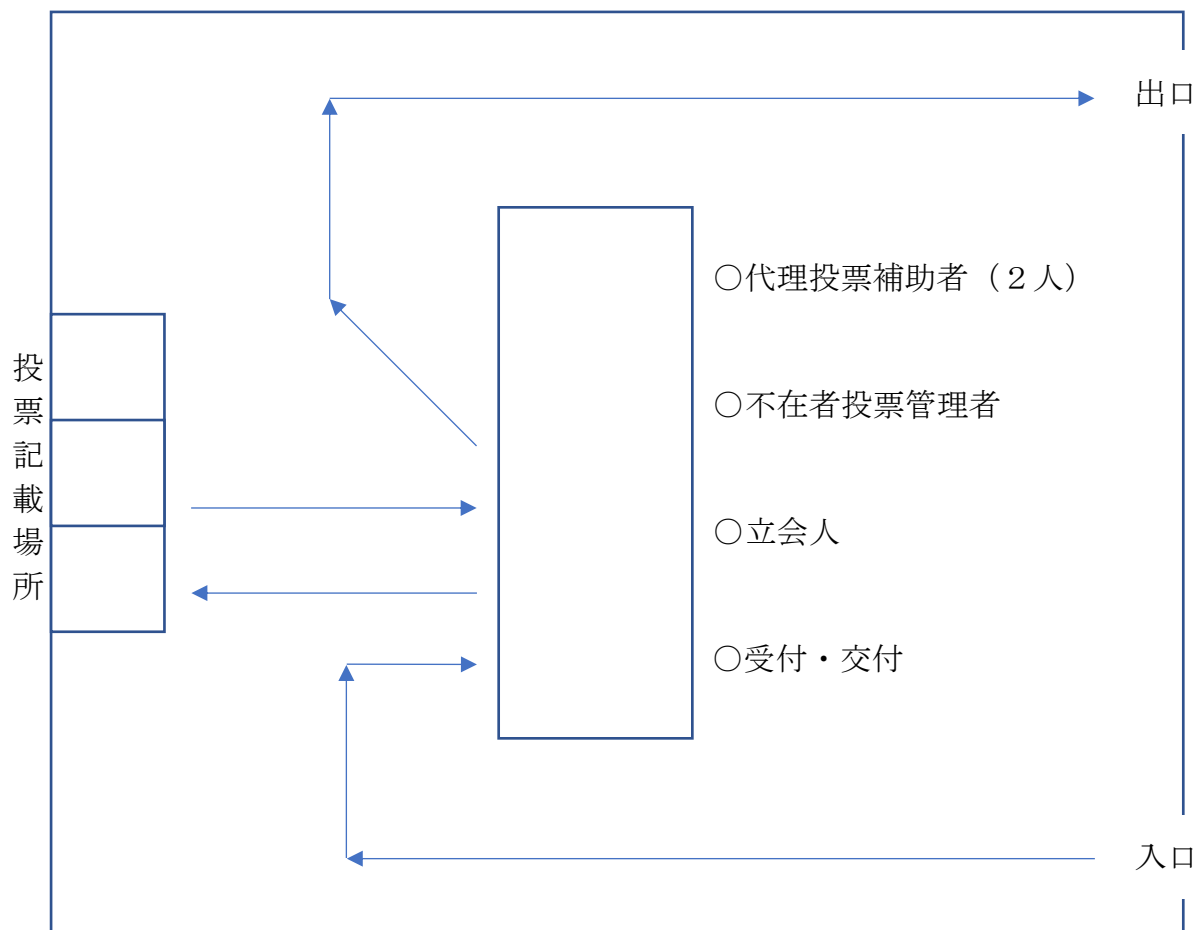 出口
○代理投票補助者（２人）
投票記載場所
○不在者投票管理者
○立会人
○受付・交付
入口